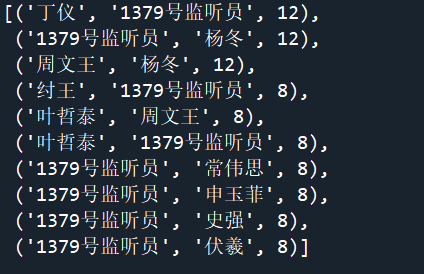 [('丁仪', '1379号监听员', 12),
('1379号监听员', '杨冬', 12),
('周文王', '杨冬', 12),
('纣王', '1379号监听员', 8),
('叶哲泰', '周文王', 8),
('叶哲泰', '1379号监听员', 8),
('1379号监听员', '常伟思', 8),
('1379号监听员', '申玉菲', 8),
('1379号监听员', '史强', 8),
('1379号监听员', '伏羲', 8)]